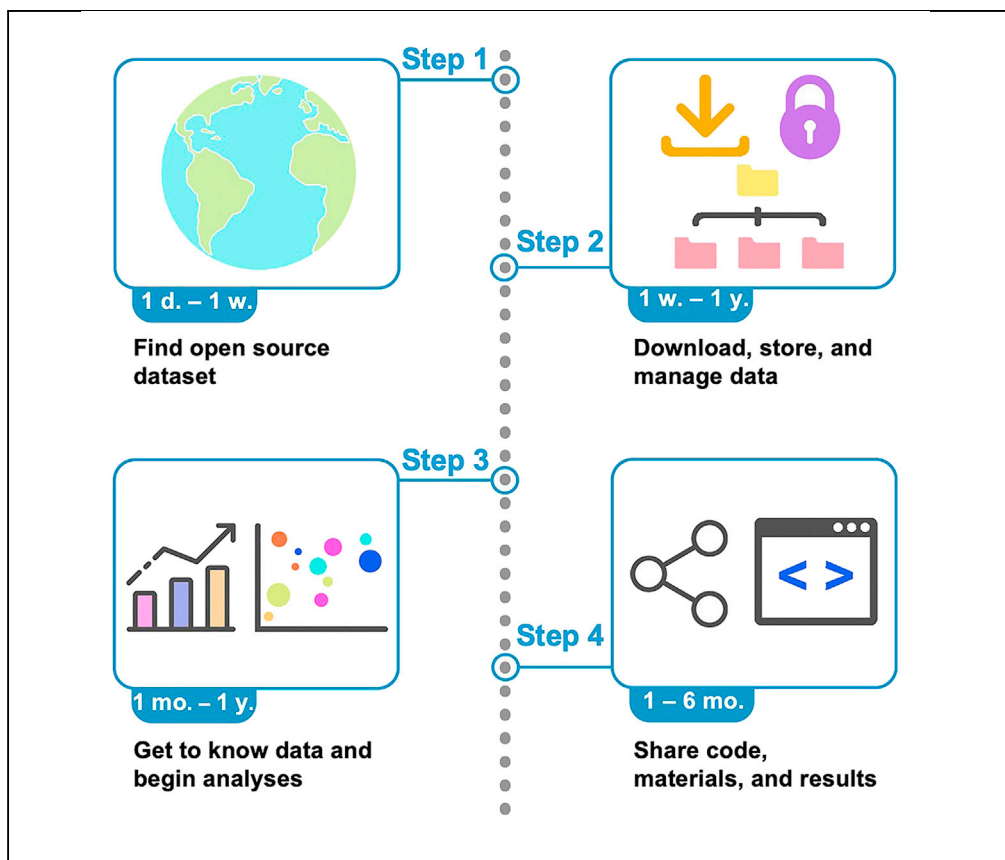 Step 1
1 d. – 1 w.
Find open source
dataset
Step 2
1 w. – 1 y.
Download, store, and
manage data
Step 3
1 mo. – 1 y.
Get to know data and
begin analyses
Step 4
< >
1 – 6 mo.
Share code,
materials, and results